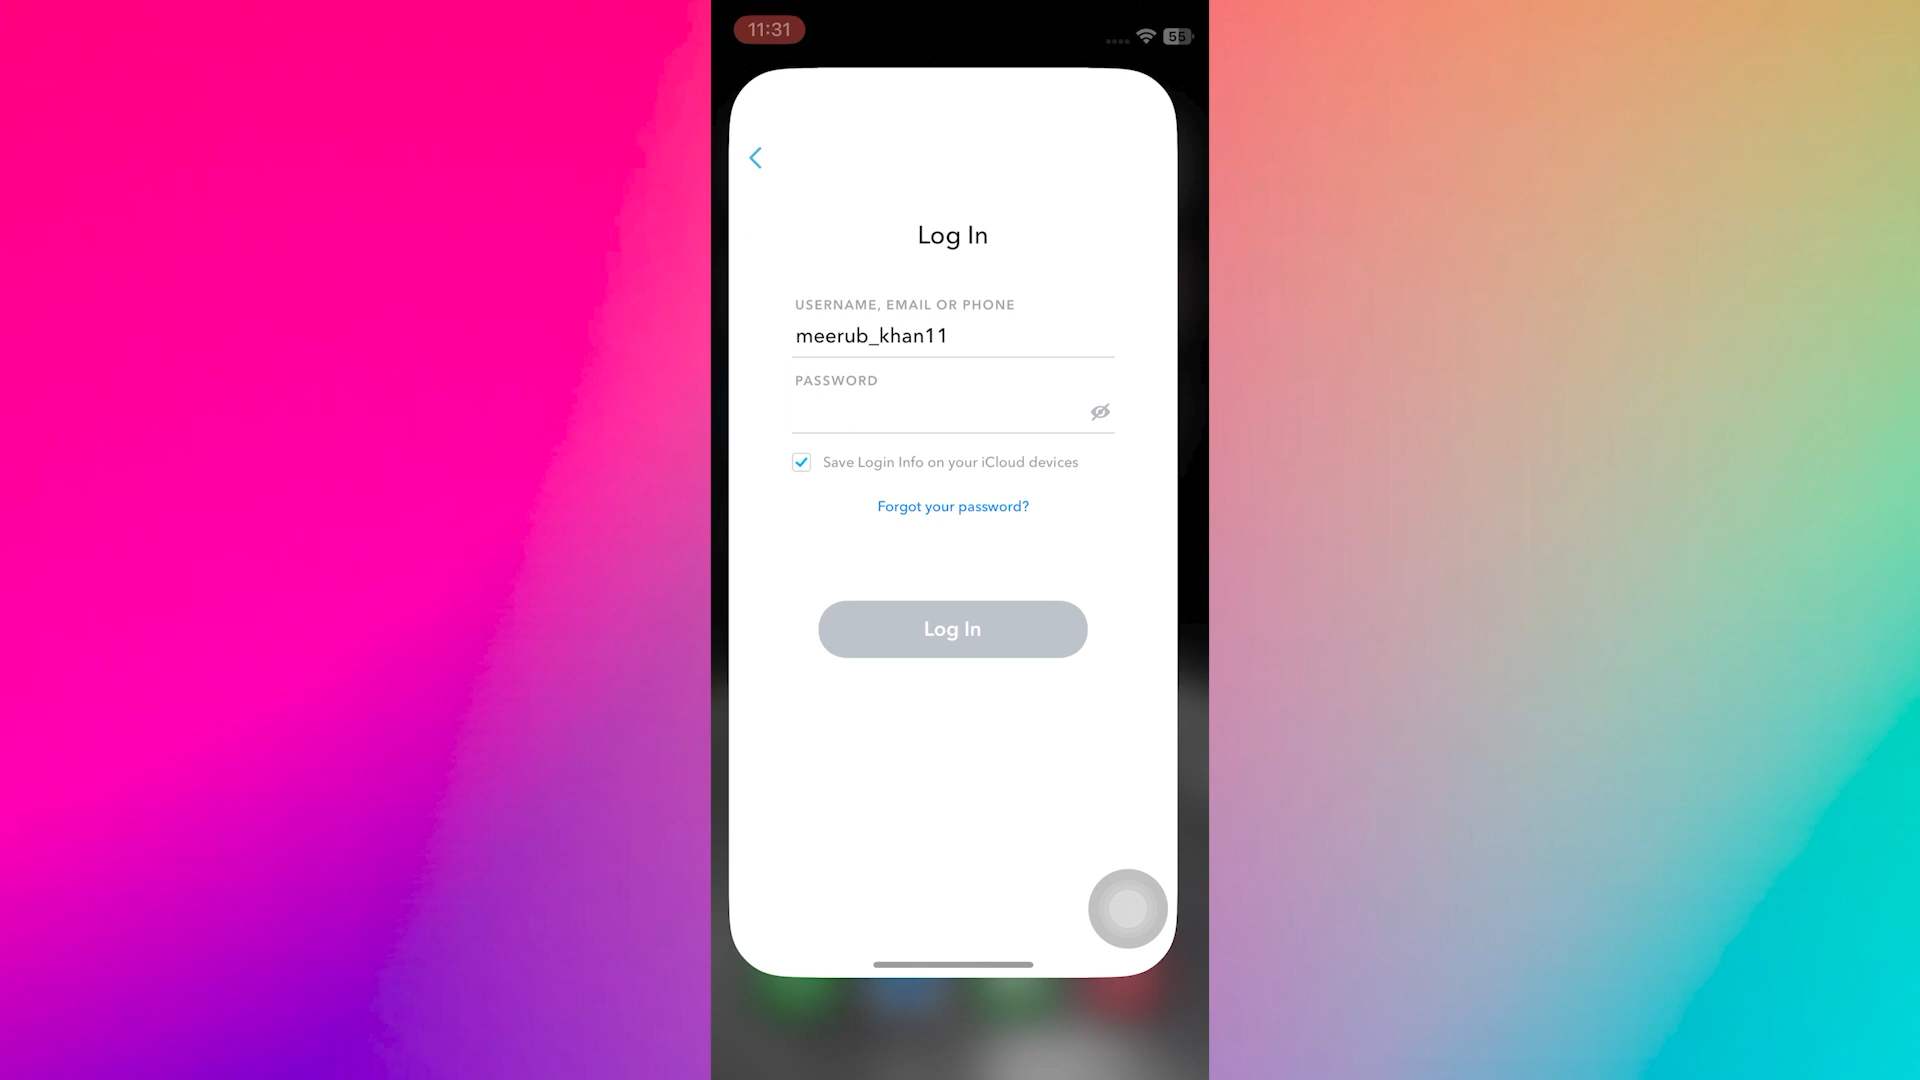 11:31
55
Log In
USERNAME, EMAIL OR PHONE
meerub_khan11
PASSWORD
Save Login Info on your iCloud devices
Forgot your password?
Log In